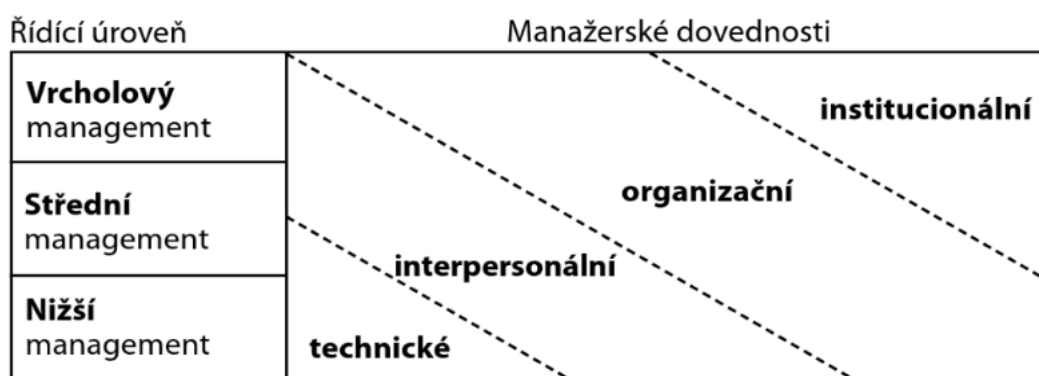 Řídící úroveň
Manažerské dovednosti
Vrcholový
management
institucionální
Střední
management
organizační
interpersonální
Nižší
management
technické